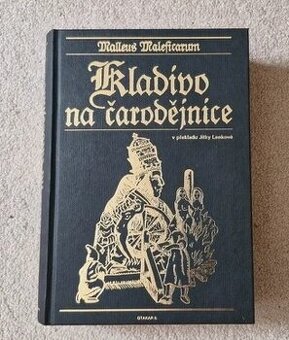 Malleus Maleficarum
Kladivo
na čarodějnice
v překladu Jitky Lenkové
OTAKAR II.